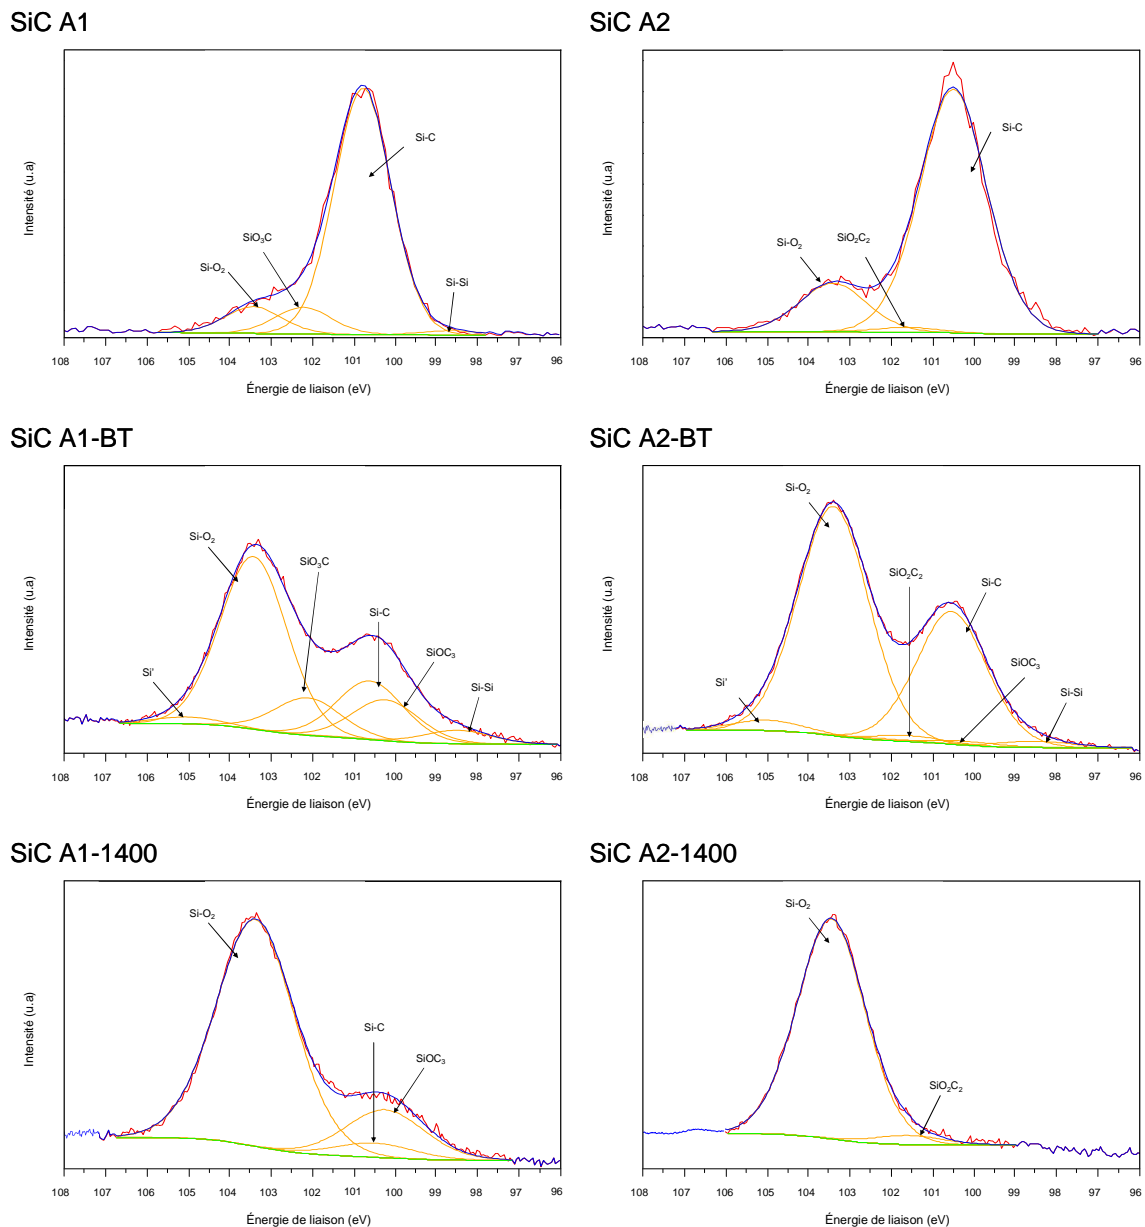 SiC A1
Intensité (u.a)
Si-C
SiO₃C
Si-O₂
Si-Si
108 107 106 105 104 103 102 101 100 99 98 97 96
Énergie de liaison (eV)
SiC A2
Intensité (u.a)
Si-C
Si-O₂
SiO₂C₂
108 107 106 105 104 103 102 101 100 99 98 97 96
Énergie de liaison (eV)
SiC A1-BT
Intensité (u.a)
Si-O₂
SiO₃C
Si-C
SiOC₃
Si'
Si-Si
108 107 106 105 104 103 102 101 100 99 98 97 96
Énergie de liaison (eV)
SiC A2-BT
Intensité (u.a)
Si-O₂
SiO₂C₂
Si-C
SiOC₃
Si'
Si-Si
108 107 106 105 104 103 102 101 100 99 98 97 96
Énergie de liaison (eV)
SiC A1-1400
Intensité (u.a)
Si-O₂
Si-C
SiOC₃
108 107 106 105 104 103 102 101 100 99 98 97 96
Énergie de liaison (eV)
SiC A2-1400
Intensité (u.a)
Si-O₂
SiO₂C₂
108 107 106 105 104 103 102 101 100 99 98 97 96
Énergie de liaison (eV)